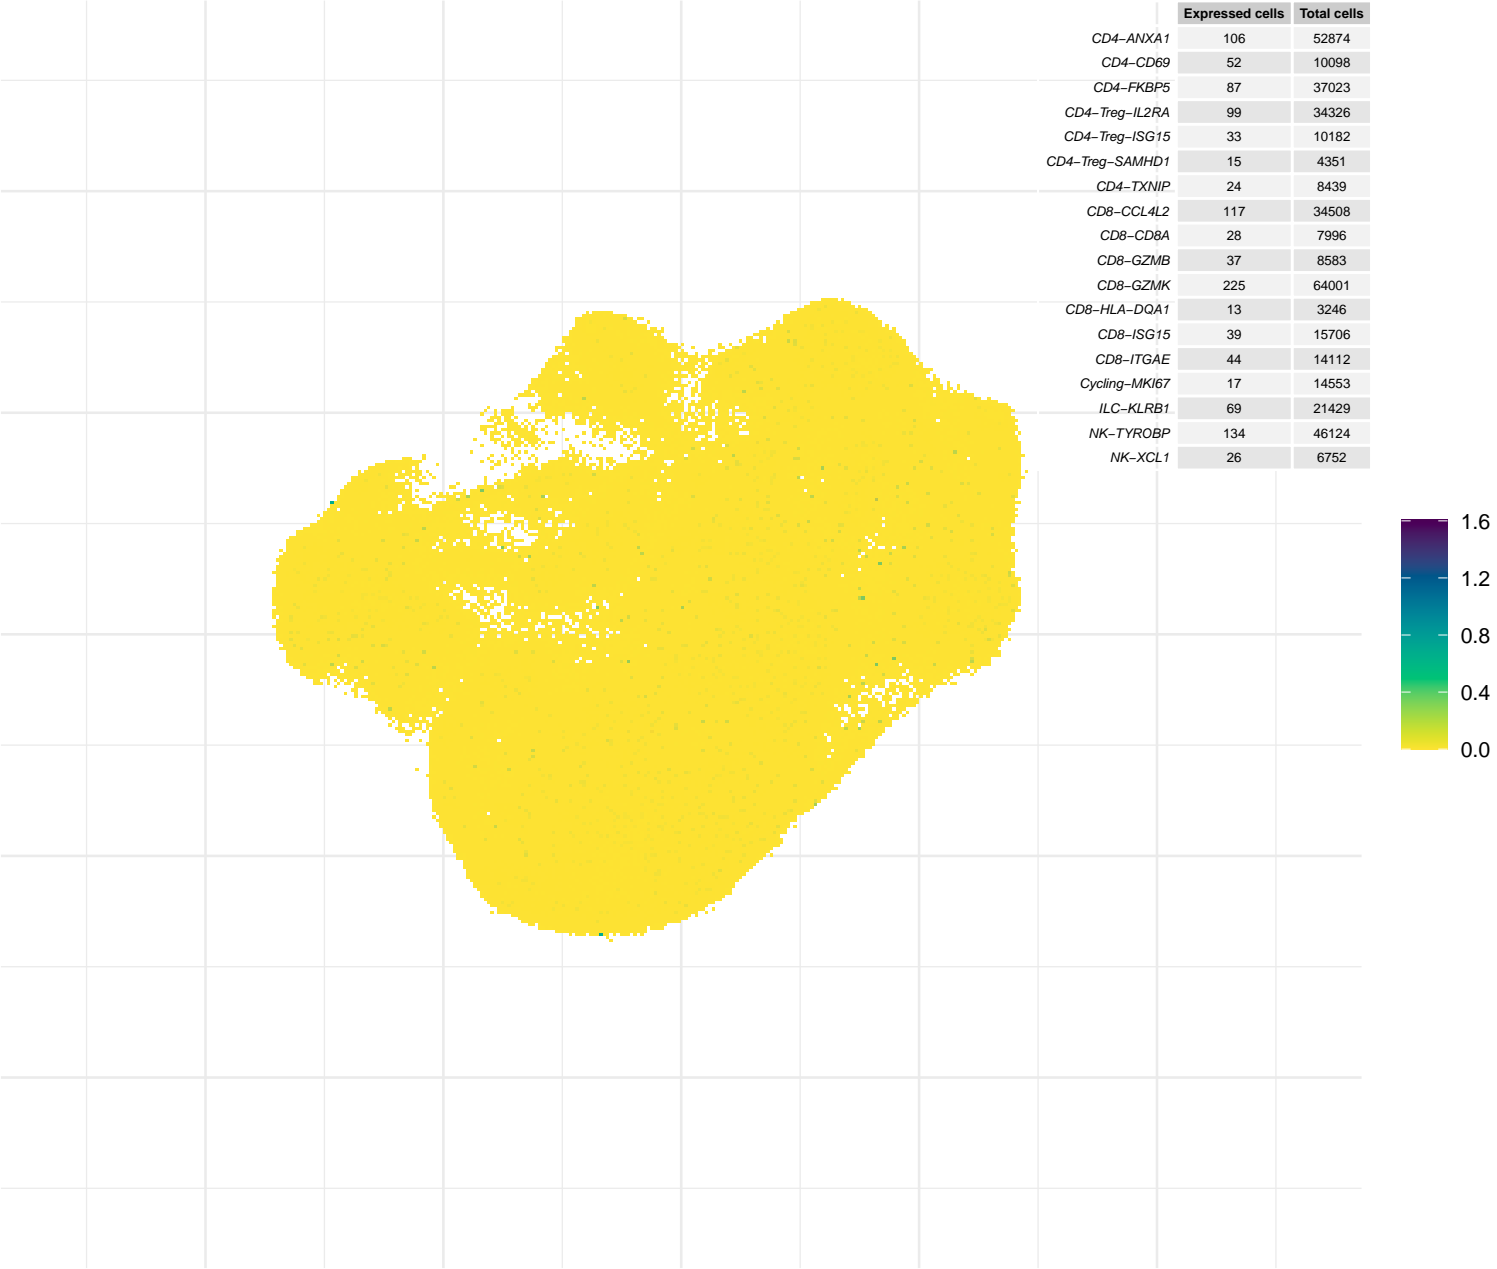 Expressed cells Total cells
CD4−ANXA1 106 52874
CD4−CD69 52 10098
CD4−FKBP5 87 37023
CD4−Treg−IL2RA 99 34326
CD4−Treg−ISG15 33 10182
CD4−Treg−SAMHD1 15 4351
CD4−TXNIP 24 8439
CD8−CCL4L2 117 34508
CD8−CD8A 28 7996
CD8−GZMB 37 8583
CD8−GZMK 225 64001
CD8−HLA−DQA1 13 3246
CD8−ISG15 39 15706
CD8−ITGAE 44 14112
Cycling−MKI67 17 14553
ILC−KLRB1 69 21429
NK−TYROBP 134 46124
NK−XCL1 26 6752
1.6
1.2
0.8
0.4
0.0